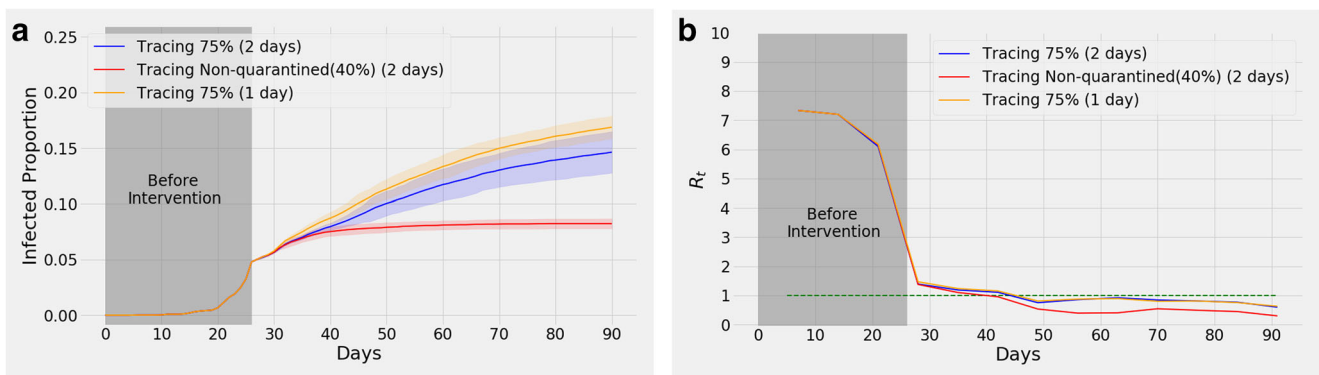 a
0.25
0.20
0.15
0.10
0.05
0.00
Infected Proportion
Tracing 75% (2 days)
Tracing Non-quarantined(40%) (2 days)
Tracing 75% (1 day)
Before
Intervention
0 10 20 30 40 50 60 70 80 90
Days
b
10
9
8
7
6
5
4
3
2
1
0
Rt
Tracing 75% (2 days)
Tracing Non-quarantined(40%) (2 days)
Tracing 75% (1 day)
Before
Intervention
0 10 20 30 40 50 60 70 80 90
Days